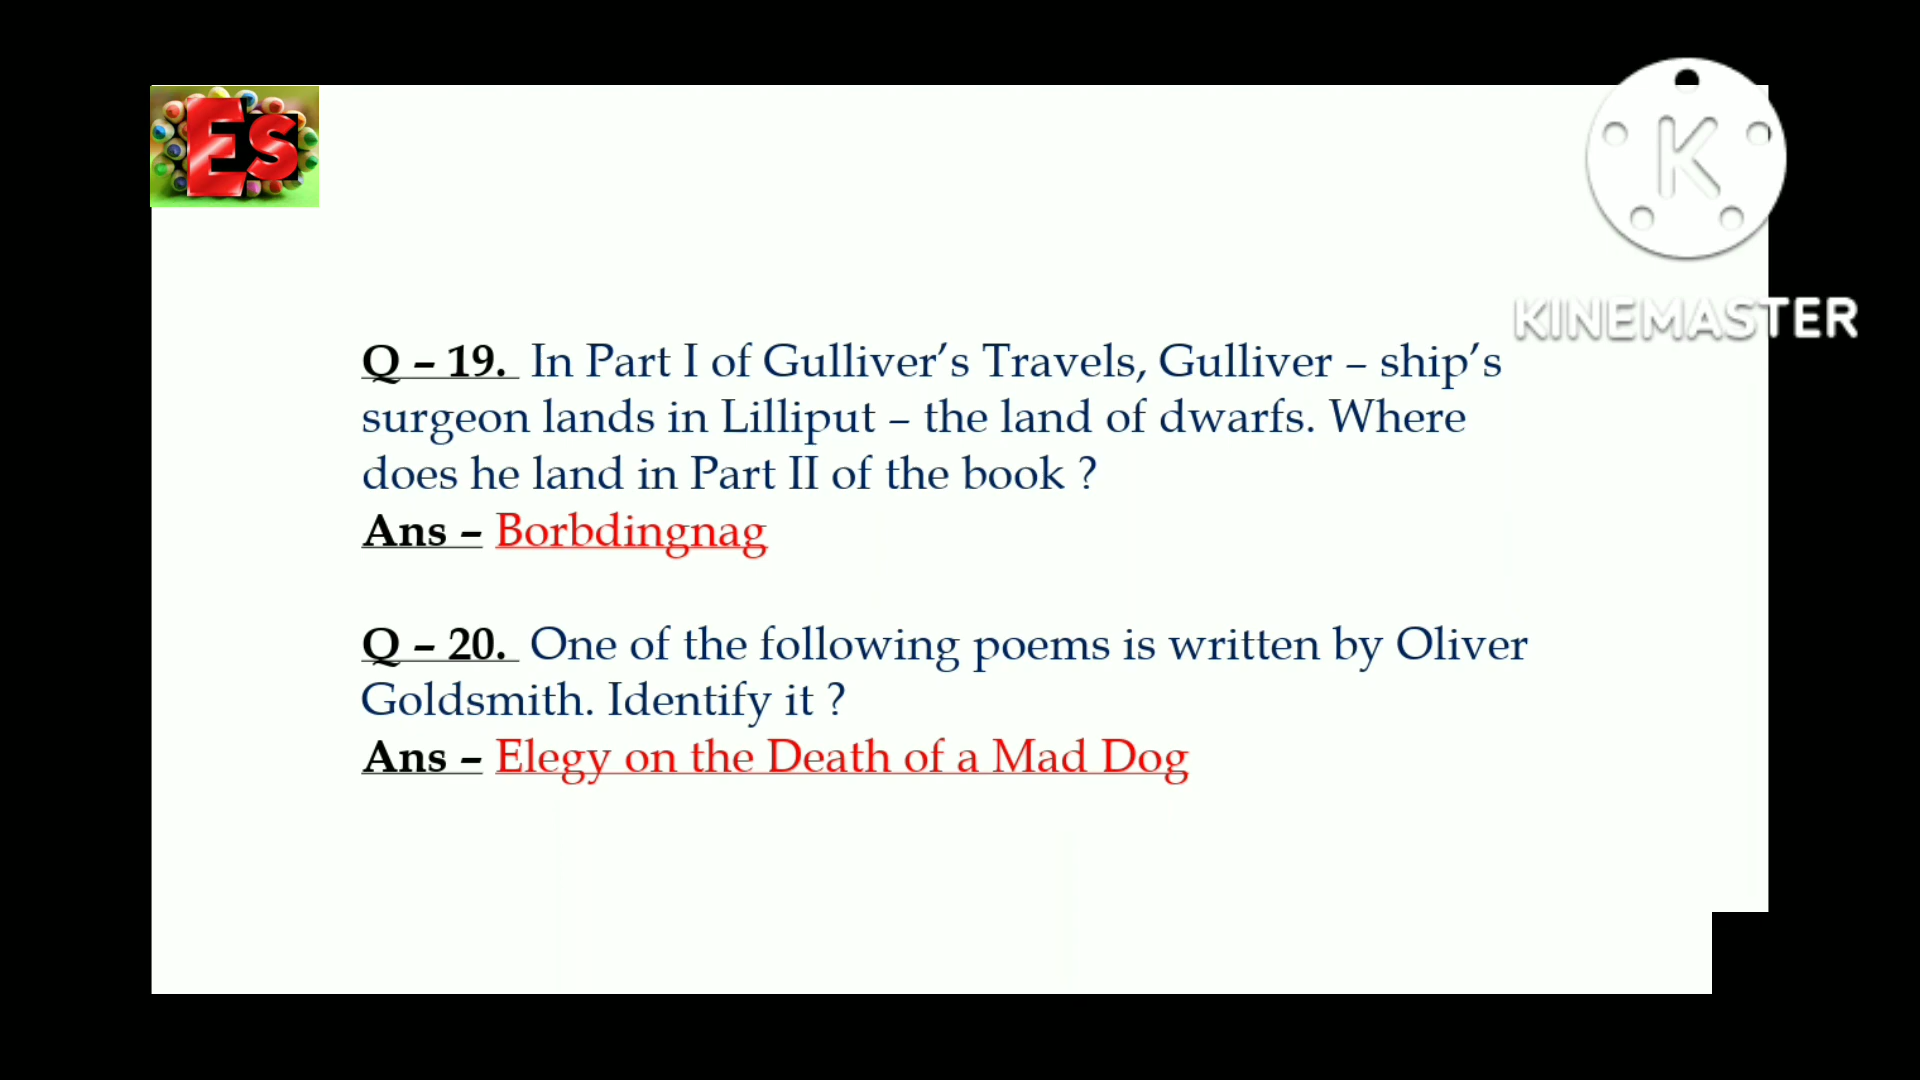 Es
K
KINEMASTER
Q – 19. In Part I of Gulliver’s Travels, Gulliver – ship’s
surgeon lands in Lilliput – the land of dwarfs. Where
does he land in Part II of the book ?
Ans – Borbdingnag
Q – 20. One of the following poems is written by Oliver
Goldsmith. Identify it ?
Ans – Elegy on the Death of a Mad Dog